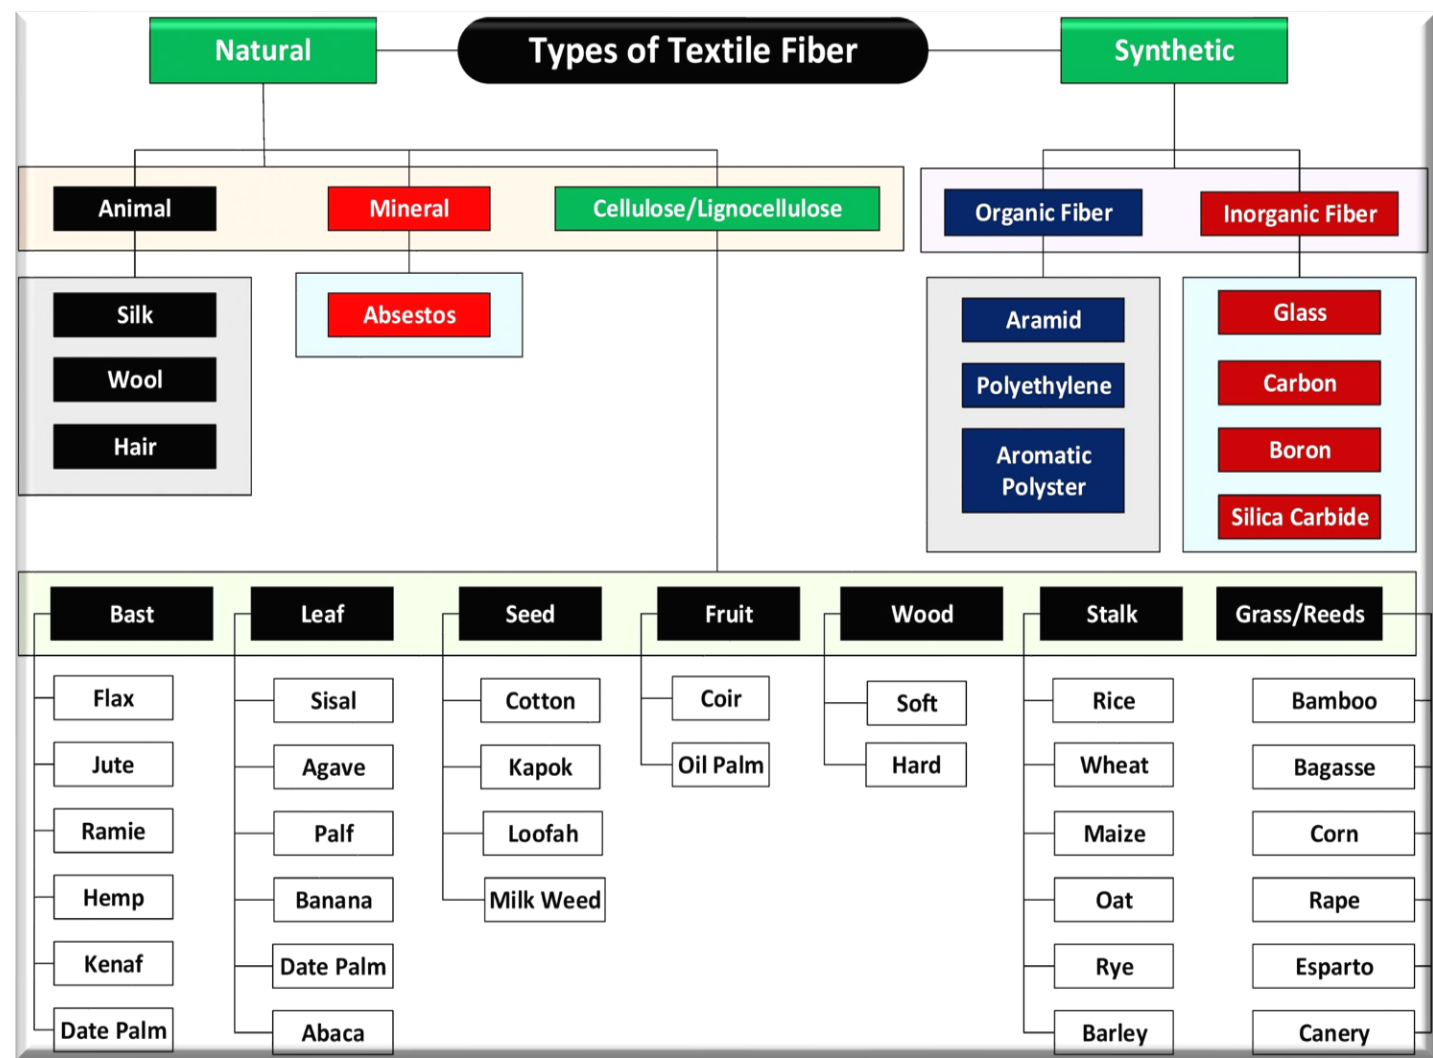 Natural
Types of Textile Fiber
Synthetic
Animal
Mineral
Cellulose/Lignocellulose
Organic Fiber
Inorganic Fiber
Silk
Wool
Hair
Absestos
Aramid
Polyethylene
Aromatic
Polyster
Glass
Carbon
Boron
Silica Carbide
Bast
Leaf
Seed
Fruit
Wood
Stalk
Grass/Reeds
Flax
Jute
Ramie
Hemp
Kenaf
Date Palm
Sisal
Agave
Palf
Banana
Date Palm
Abaca
Cotton
Kapok
Loofah
Milk Weed
Coir
Oil Palm
Soft
Hard
Rice
Wheat
Maize
Oat
Rye
Barley
Bamboo
Bagasse
Corn
Rape
Esparto
Canery